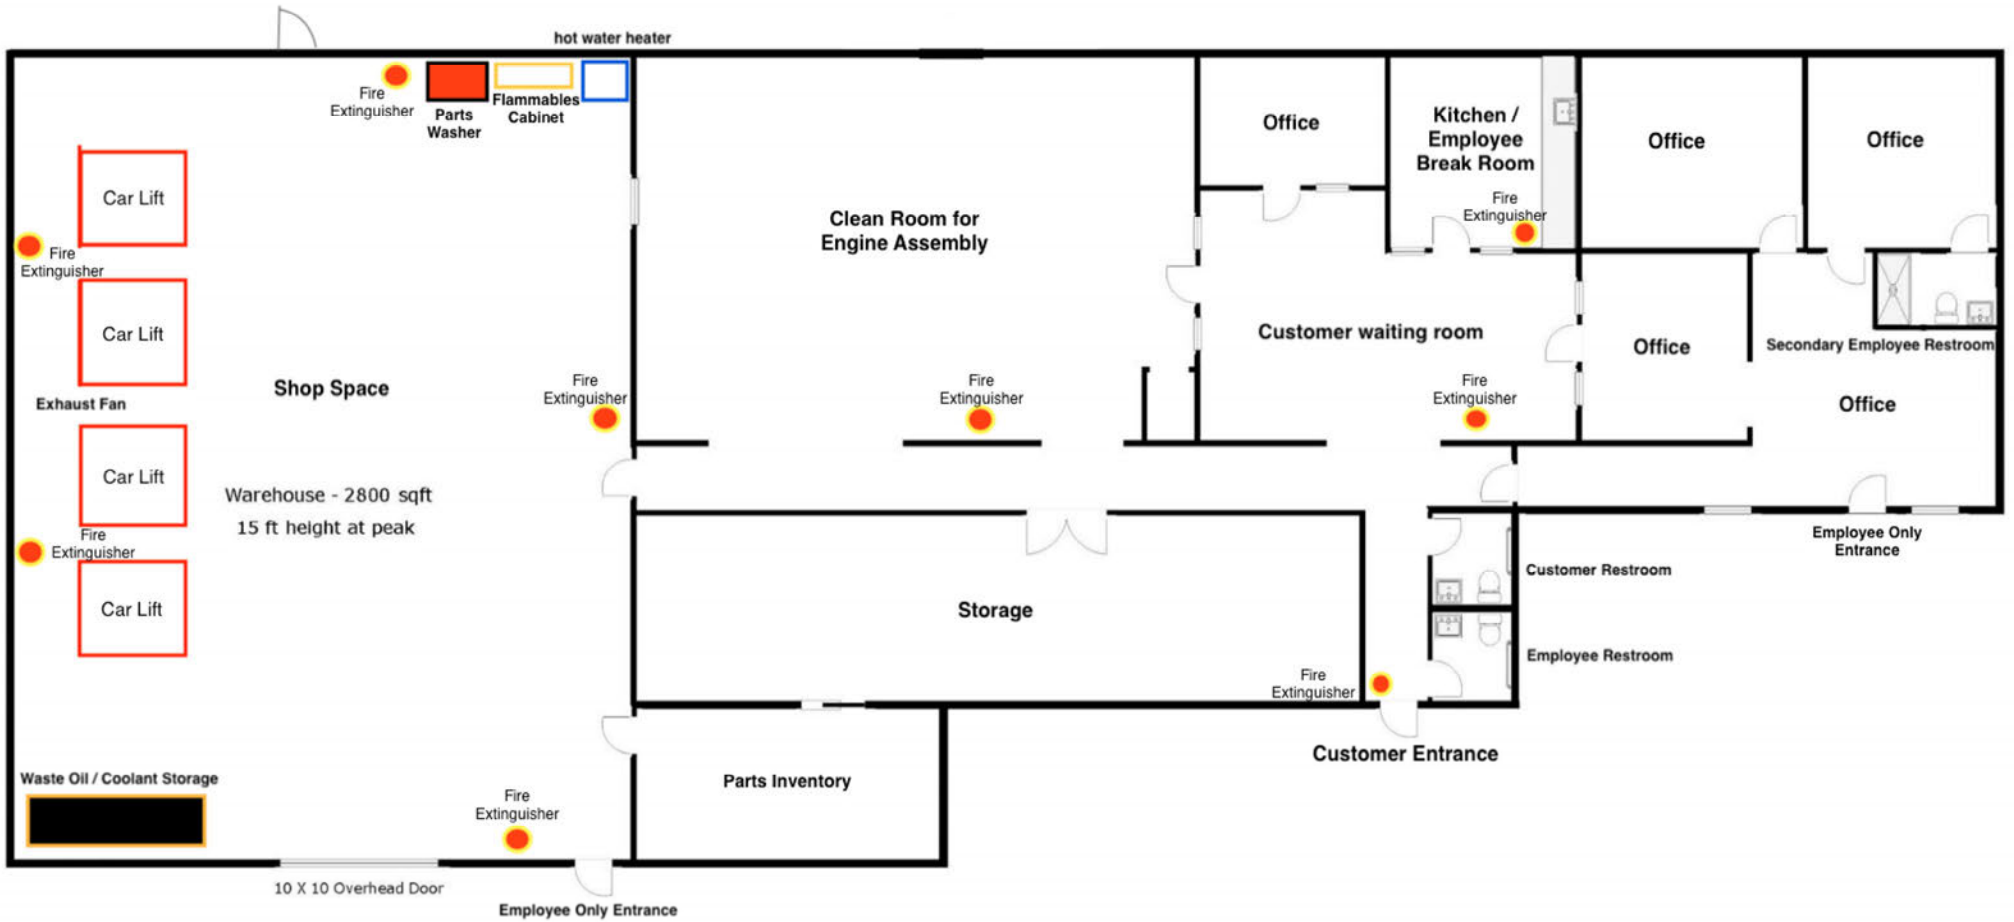 hot water heater
Fire
Extinguisher
Parts
Washer
Flammables
Cabinet
Office
Kitchen /
Employee
Break Room
Office
Office
Car Lift
Fire
Extinguisher
Clean Room for
Engine Assembly
Fire
Extinguisher
Car Lift
Customer waiting room
Office
Secondary Employee Restroom
Exhaust Fan
Shop Space
Fire
Extinguisher
Fire
Extinguisher
Fire
Extinguisher
Office
Car Lift
Warehouse - 2800 sqft
15 ft height at peak
Fire
Extinguisher
Employee Only
Entrance
Customer Restroom
Car Lift
Storage
Employee Restroom
Fire
Extinguisher
Customer Entrance
Waste Oil / Coolant Storage
Parts Inventory
Fire
Extinguisher
10 X 10 Overhead Door
Employee Only Entrance